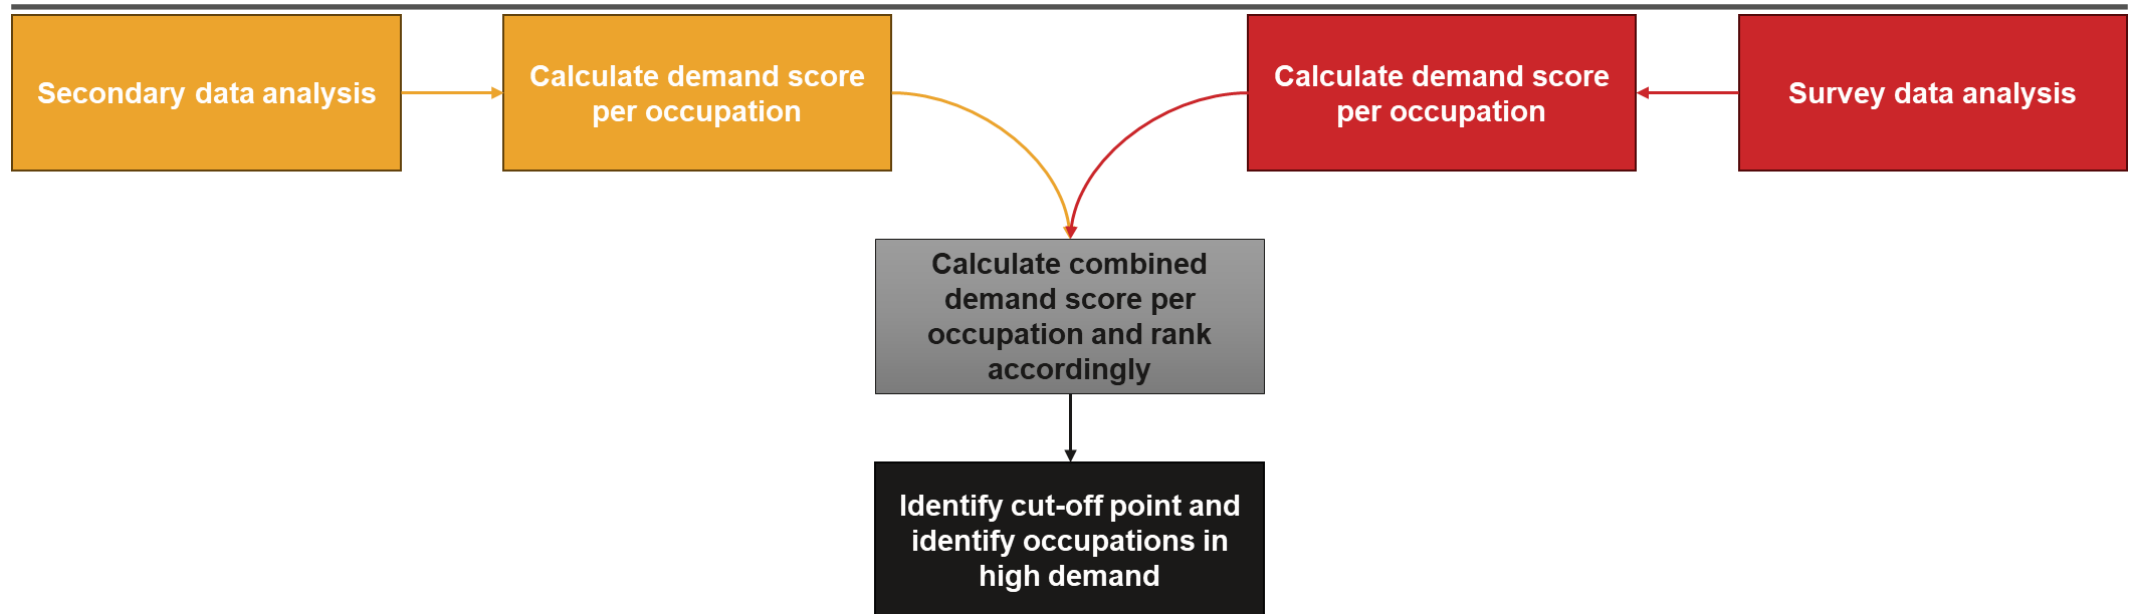 Secondary data analysis
Calculate demand score
per occupation
Calculate demand score
per occupation
Survey data analysis
Calculate combined
demand score per
occupation and rank
accordingly
Identify cut-off point and
identify occupations in
high demand